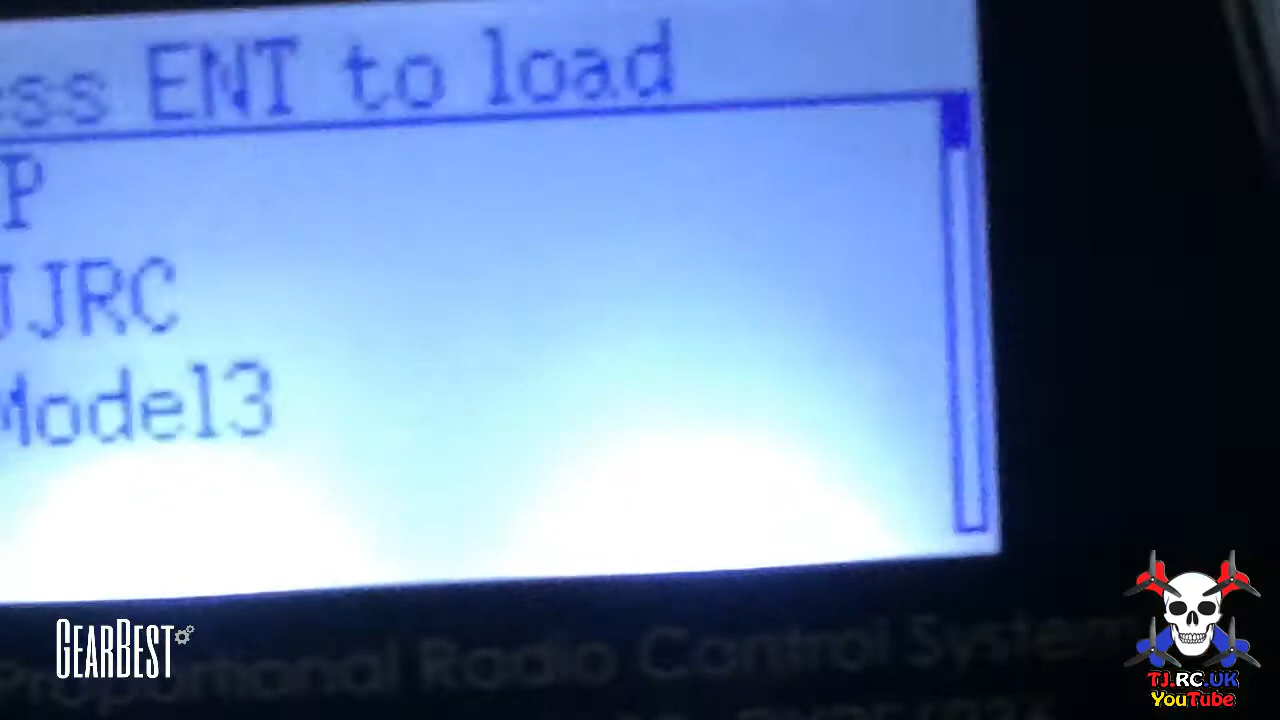 ess ENT to load
P
JJRC
Model3
Proportional Radio Control System
GEARBEST
TJ.RC.UK
YouTube